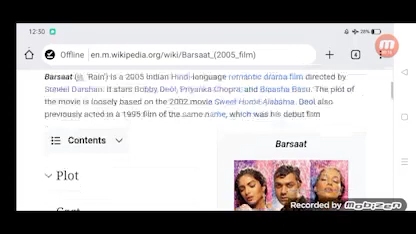 12:30
28%
Offline en.m.wikipedia.org/wiki/Barsaat_(2005_film)
4
Barsaat (transl. 'Rain') is a 2005 Indian Hindi-language romantic drama film directed by
Suneel Darshan. It stars Bobby Deol, Priyanka Chopra, and Bipasha Basu. The plot of
the movie is loosely based on the 2002 movie Sweet Home Alabama. Deol also
previously acted in a 1995 film of the same name, which was his debut film
Contents
Barsaat
Plot
Cast
Recorded by mobizen